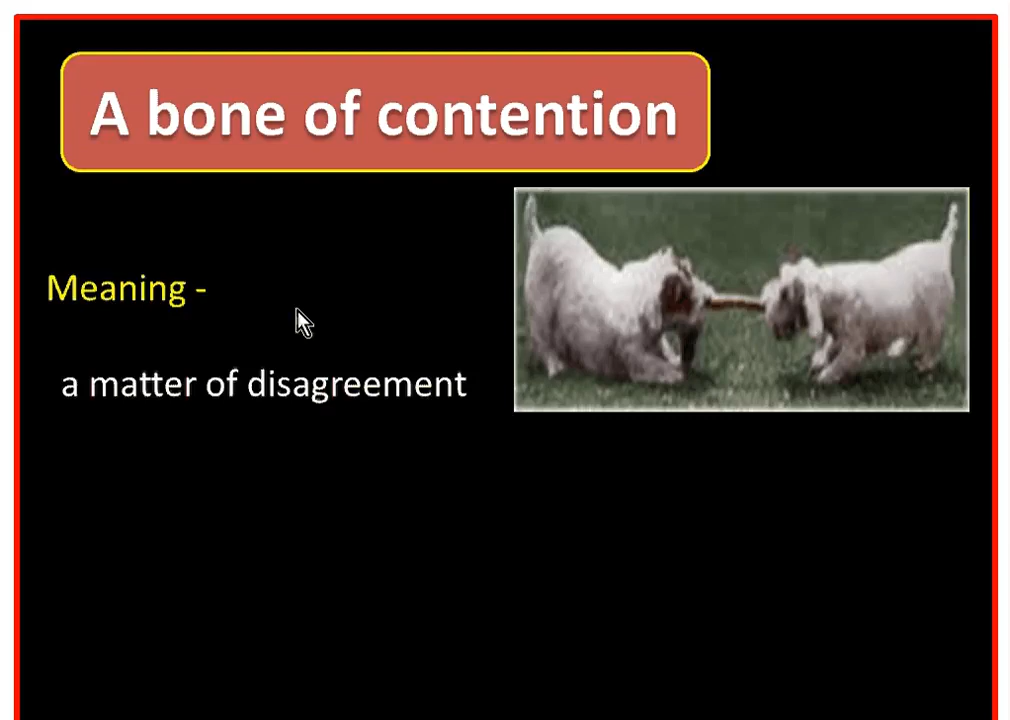 A bone of contention
Meaning -
a matter of disagreement